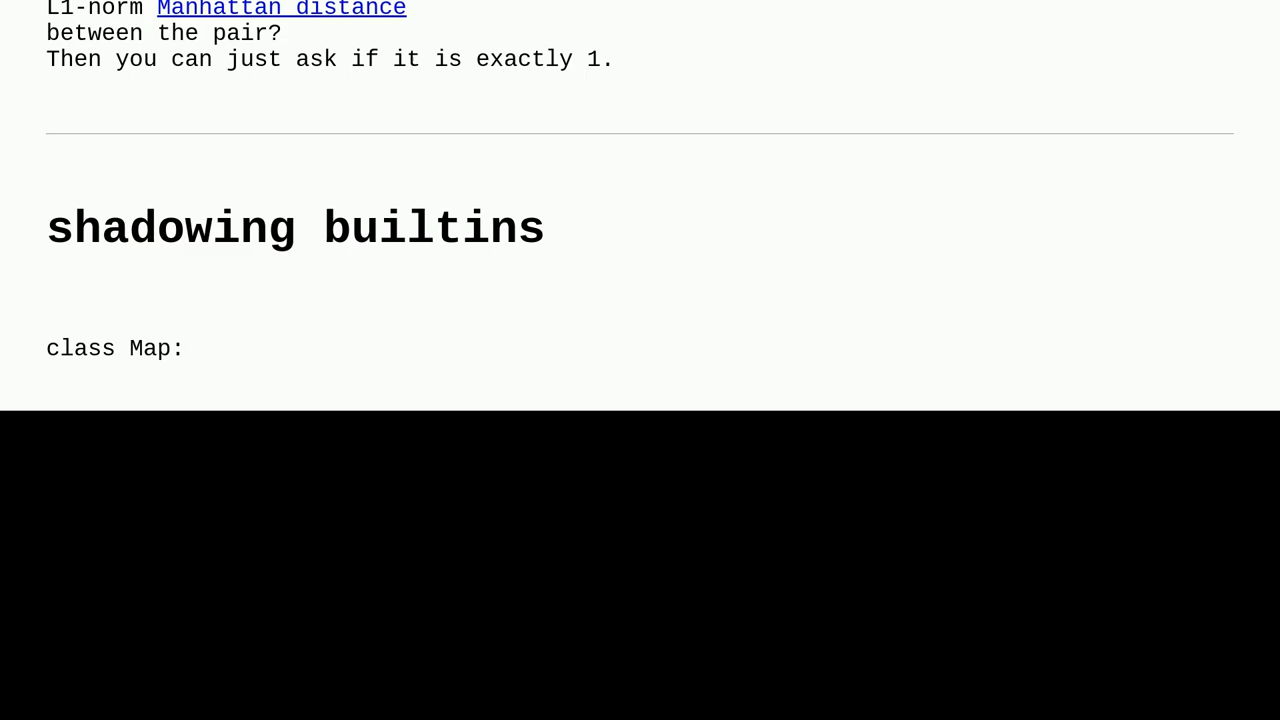 L1-norm Manhattan distance
between the pair?
Then you can just ask if it is exactly 1.
shadowing builtins
class Map: